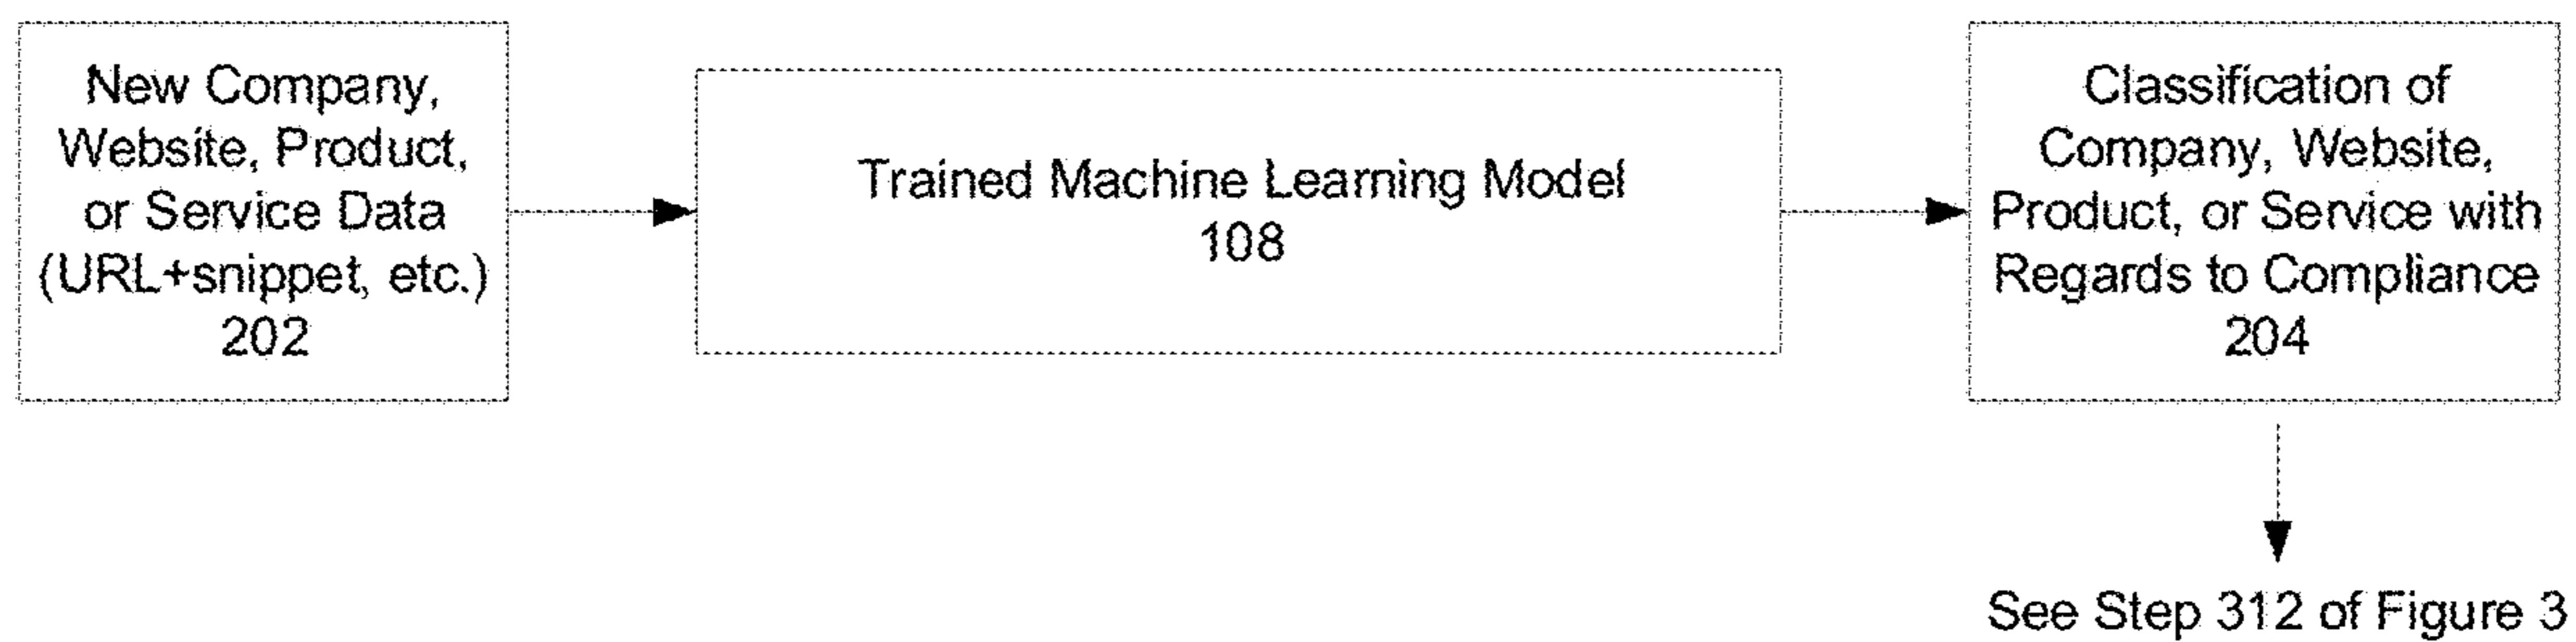 New Company,
Website, Product,
or Service Data
(URL+snippet, etc.)
202
Trained Machine Learning Model
108
Classification of
Company, Website,
Product, or Service with
Regards to Compliance
204
See Step 312 of Figure 3